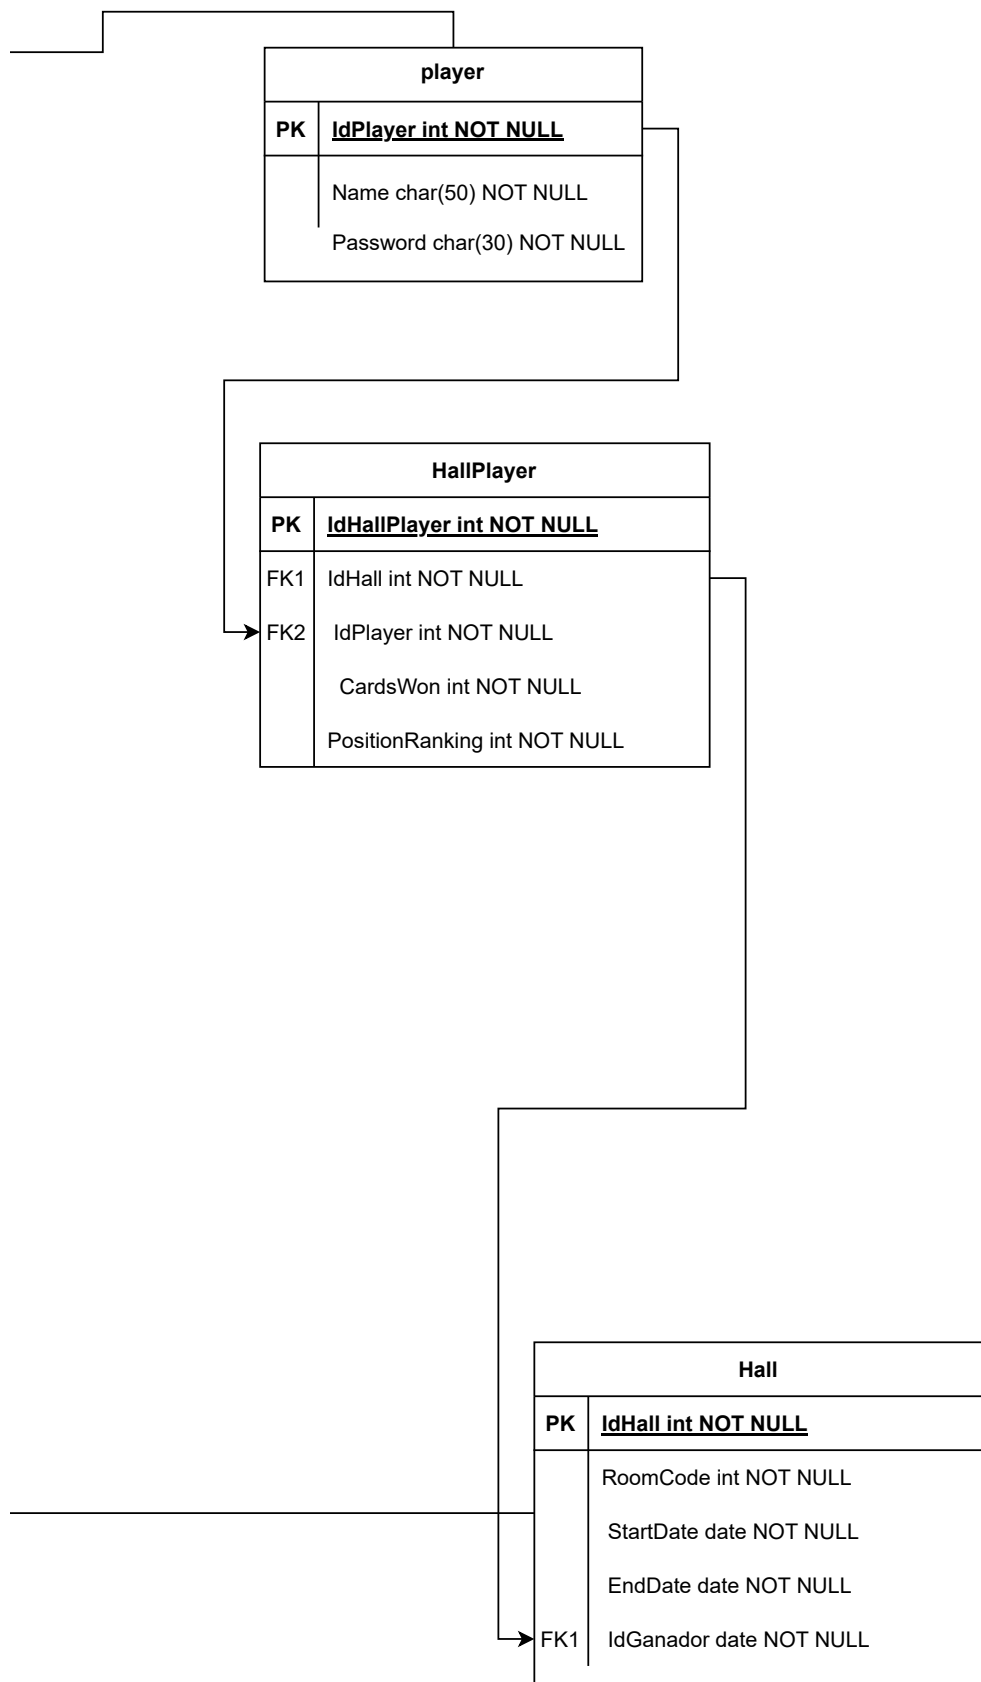 player
PK IdPlayer int NOT NULL
Name char(50) NOT NULL
Password char(30) NOT NULL
HallPlayer
PK IdHallPlayer int NOT NULL
FK1 IdHall int NOT NULL
FK2 IdPlayer int NOT NULL
CardsWon int NOT NULL
PositionRanking int NOT NULL
Hall
PK IdHall int NOT NULL
RoomCode int NOT NULL
StartDate date NOT NULL
EndDate date NOT NULL
FK1 IdGanador date NOT NULL